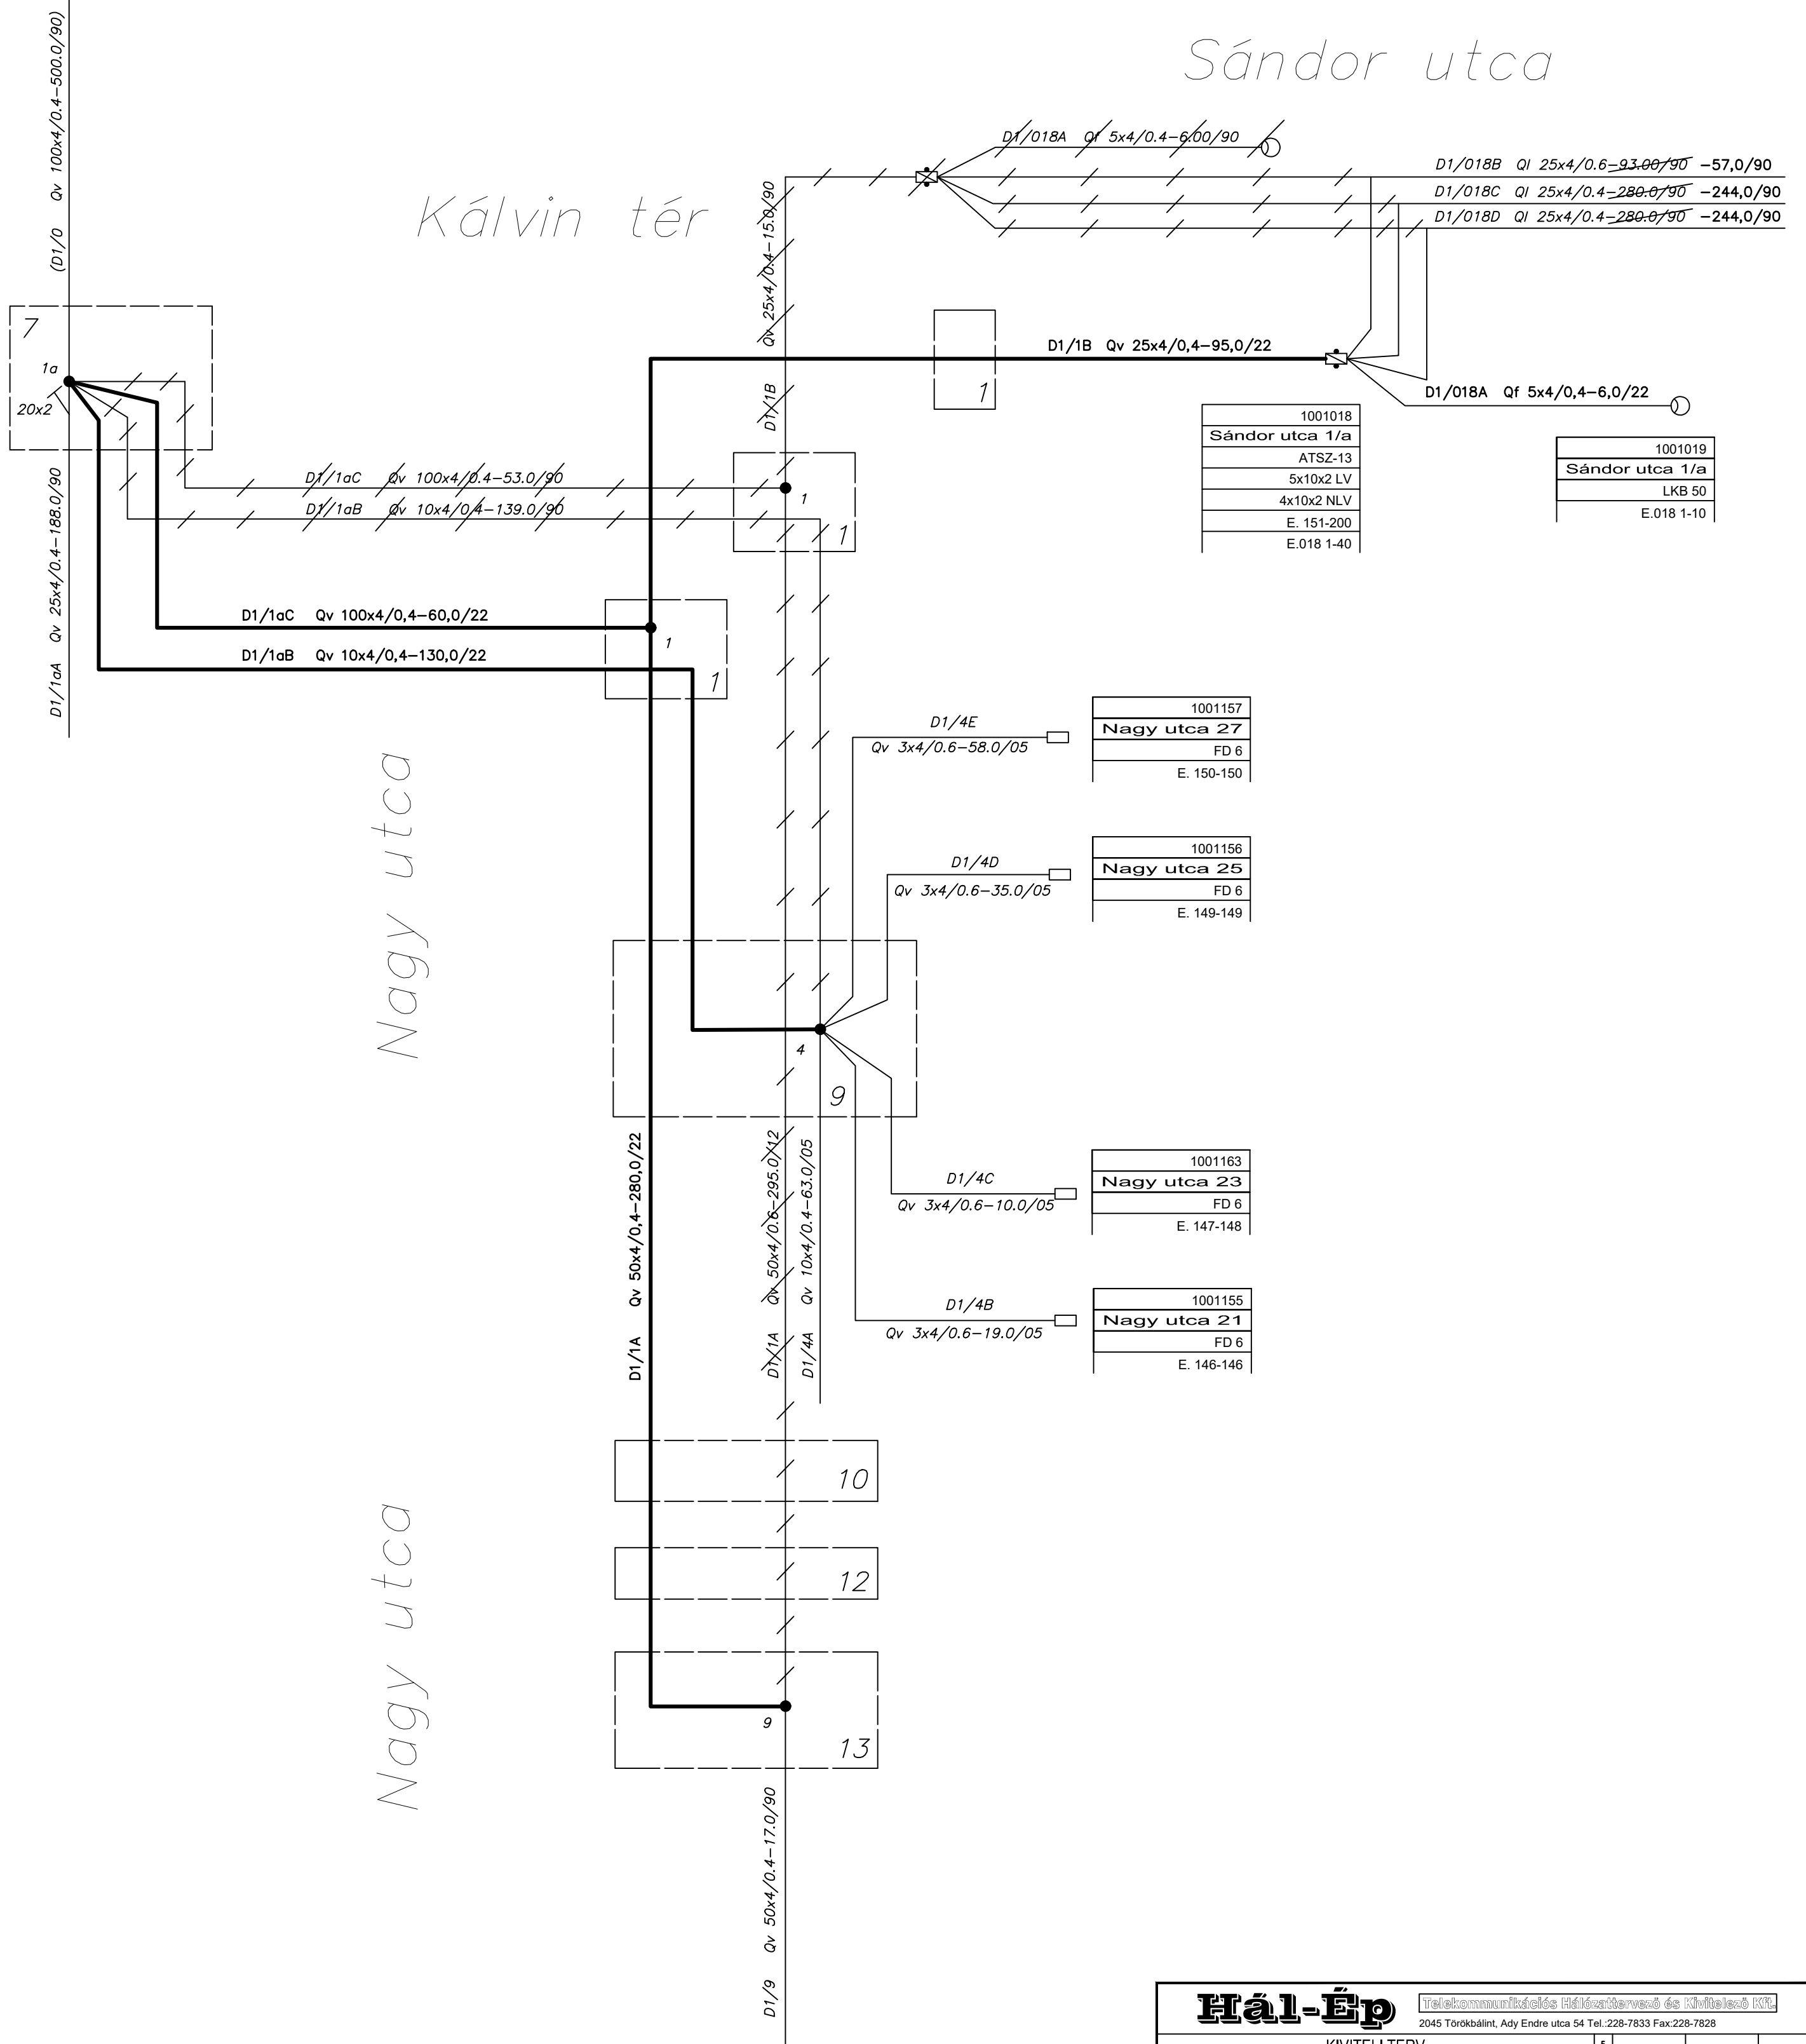 Sándor utca
Kálvin tér
(D1/0 Qv 100x4/0.4-500.0/90)
D1/018A Qf 5x4/0.4-6.00/90
D1/018B Ql 25x4/0.6-93.00/90 -57,0/90
D1/018C Ql 25x4/0.4-280.0/90 -244,0/90
D1/018D Ql 25x4/0.4-280.0/90 -244,0/90
D1/1B Qv 25x4/0.4-15.0/90
7
1a
20x2
1
D1/1B Qv 25x4/0,4-95,0/22
D1/018A Qf 5x4/0,4-6,0/22
1001018
Sándor utca 1/a
ATSZ-13
5x10x2 LV
4x10x2 NLV
E. 151-200
E.018 1-40
1001019
Sándor utca 1/a
LKB 50
E.018 1-10
D1/1aC Qv 100x4/0.4-53.0/90
D1/1aB Qv 10x4/0.4-139.0/90
1
1
D1/1aA Qv 25x4/0.4-188.0/90
D1/1aC Qv 100x4/0,4-60,0/22
D1/1aB Qv 10x4/0,4-130,0/22
1
1
Nagy utca
D1/4E
Qv 3x4/0.6-58.0/05
1001157
Nagy utca 27
FD 6
E. 150-150
D1/4D
Qv 3x4/0.6-35.0/05
1001156
Nagy utca 25
FD 6
E. 149-149
4
9
D1/1A Qv 50x4/0,4-280,0/22
D1/1A Qv 50x4/0.6-295.0/12
D1/4A Qv 10x4/0.4-63.0/05
D1/4C
Qv 3x4/0.6-10.0/05
1001163
Nagy utca 23
FD 6
E. 147-148
D1/4B
Qv 3x4/0.6-19.0/05
1001155
Nagy utca 21
FD 6
E. 146-146
10
12
Nagy utca
9
13
D1/9 Qv 50x4/0.4-17.0/90
Hál-Ép
Telekommunikációs Hálózattervező és Kivitelező Kft.
2045 Törökbálint, Ady Endre utca 54 Tel.:228-7833 Fax:228-7828
KIVITELI TERV